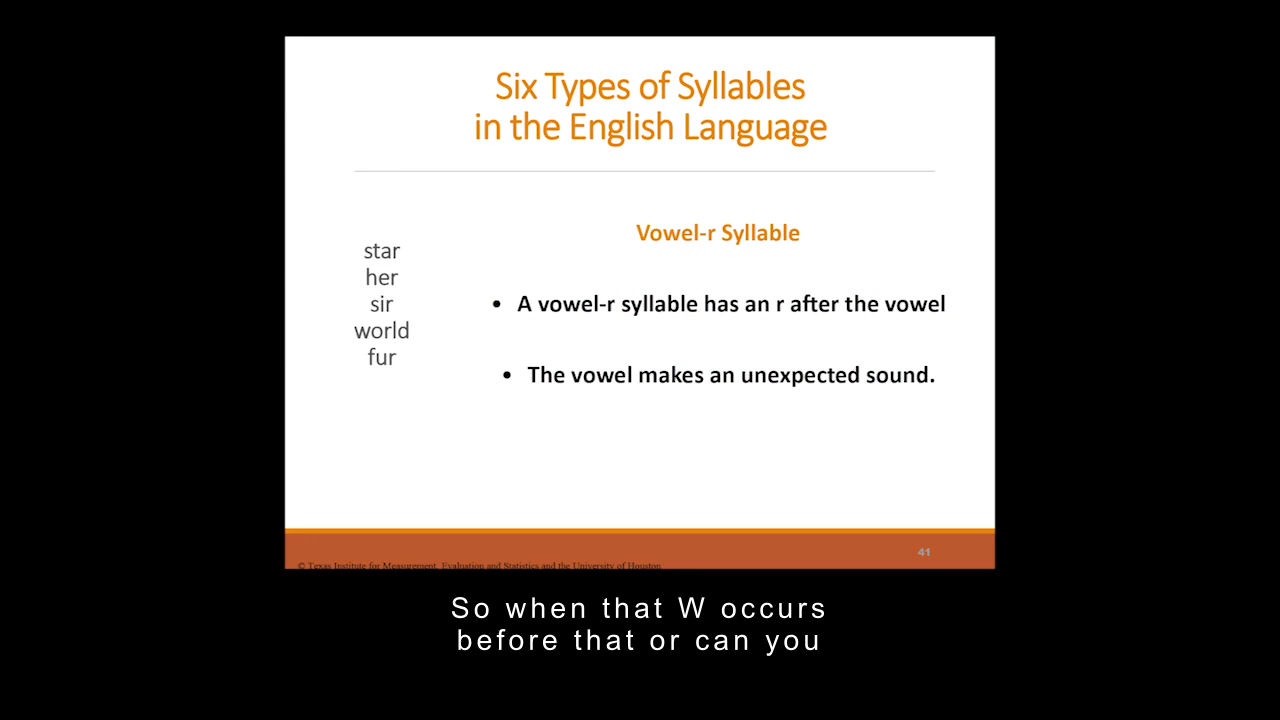 Six Types of Syllables
in the English Language
Vowel-r Syllable
star
her
sir
world
fur
• A vowel-r syllable has an r after the vowel
• The vowel makes an unexpected sound.
41
© Texas Institute for Measurement, Evaluation and Statistics and the University of Houston
So when that W occurs
before that or can you